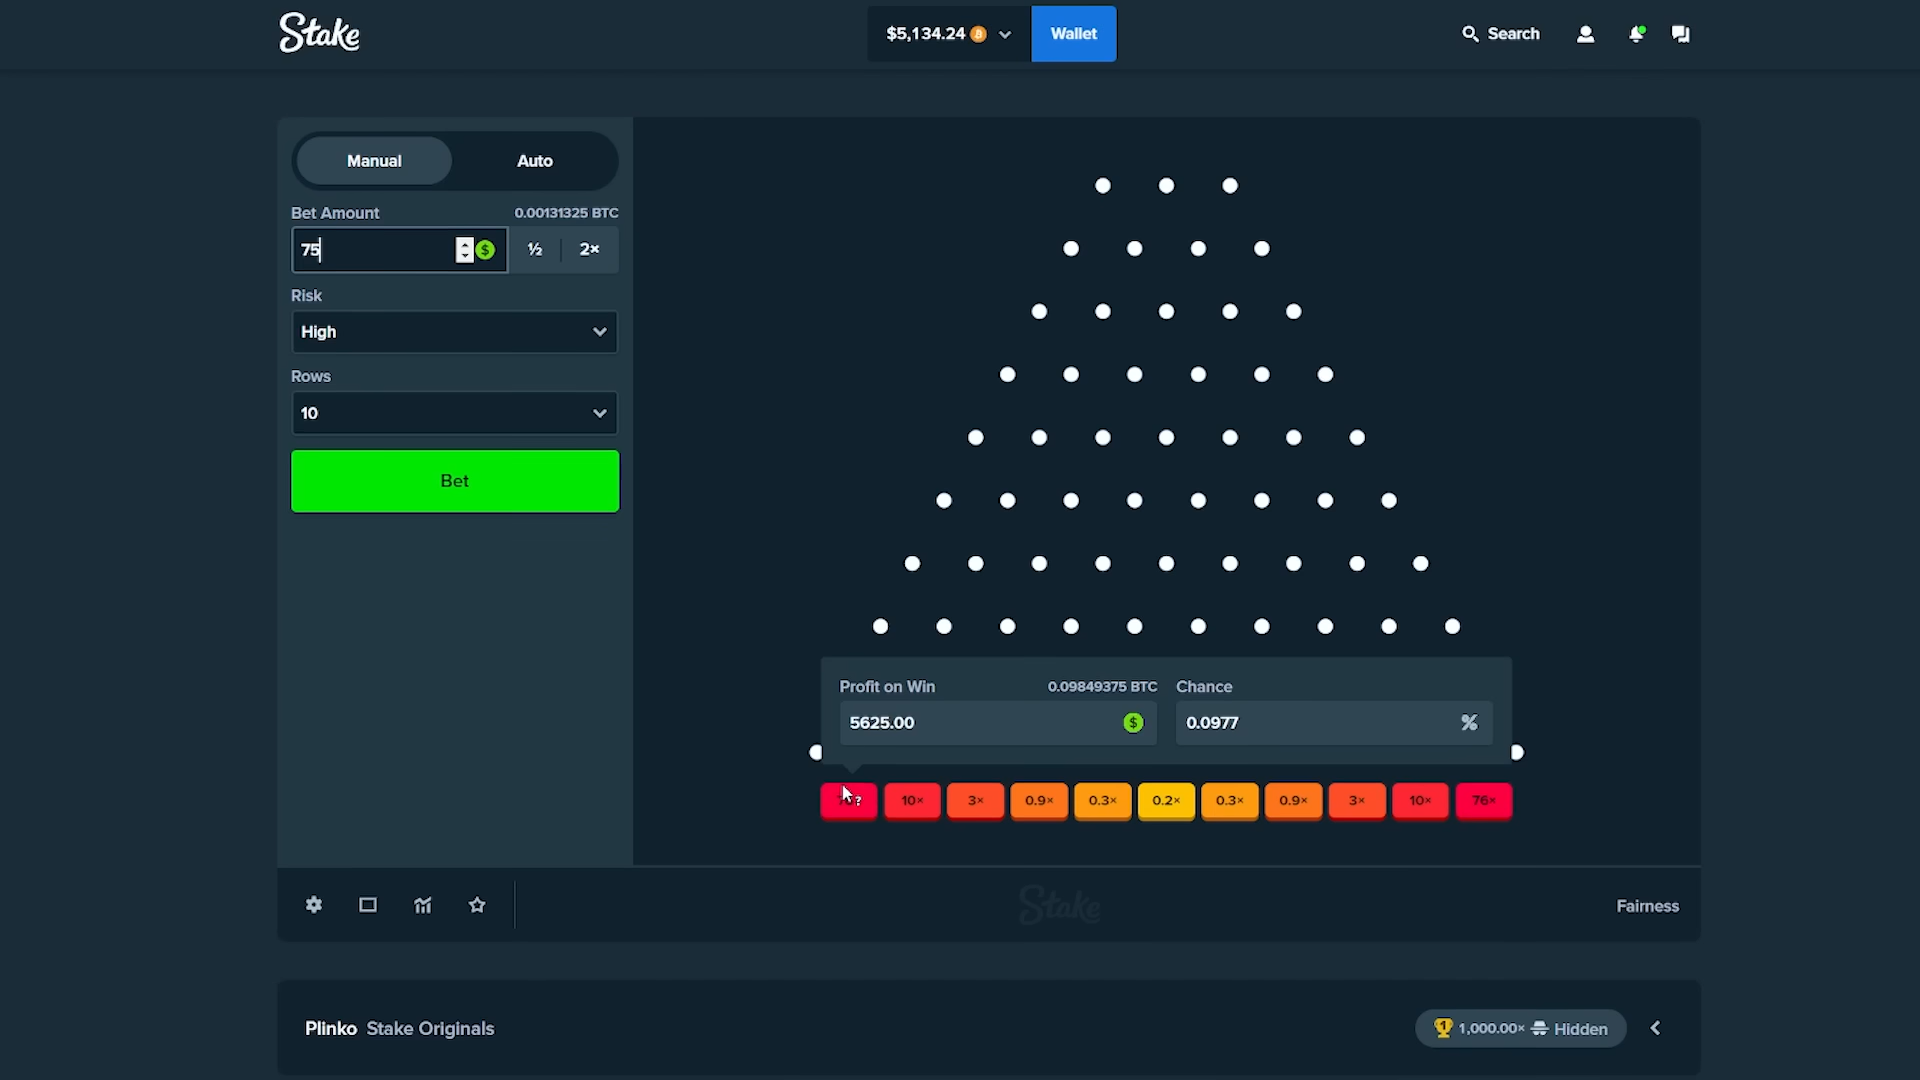 Stake
$5,134.24
Wallet
Search
Manual
Auto
Bet Amount
0.00131325 BTC
75
$
½
2×
Risk
High
Rows
10
Bet
Profit on Win
0.09849375 BTC
Chance
5625.00
$
0.0977
%
?
10×
3×
0.9×
0.3×
0.2×
0.3×
0.9×
3×
10×
76×
Stake
Fairness
Plinko Stake Originals
1,000.00× Hidden